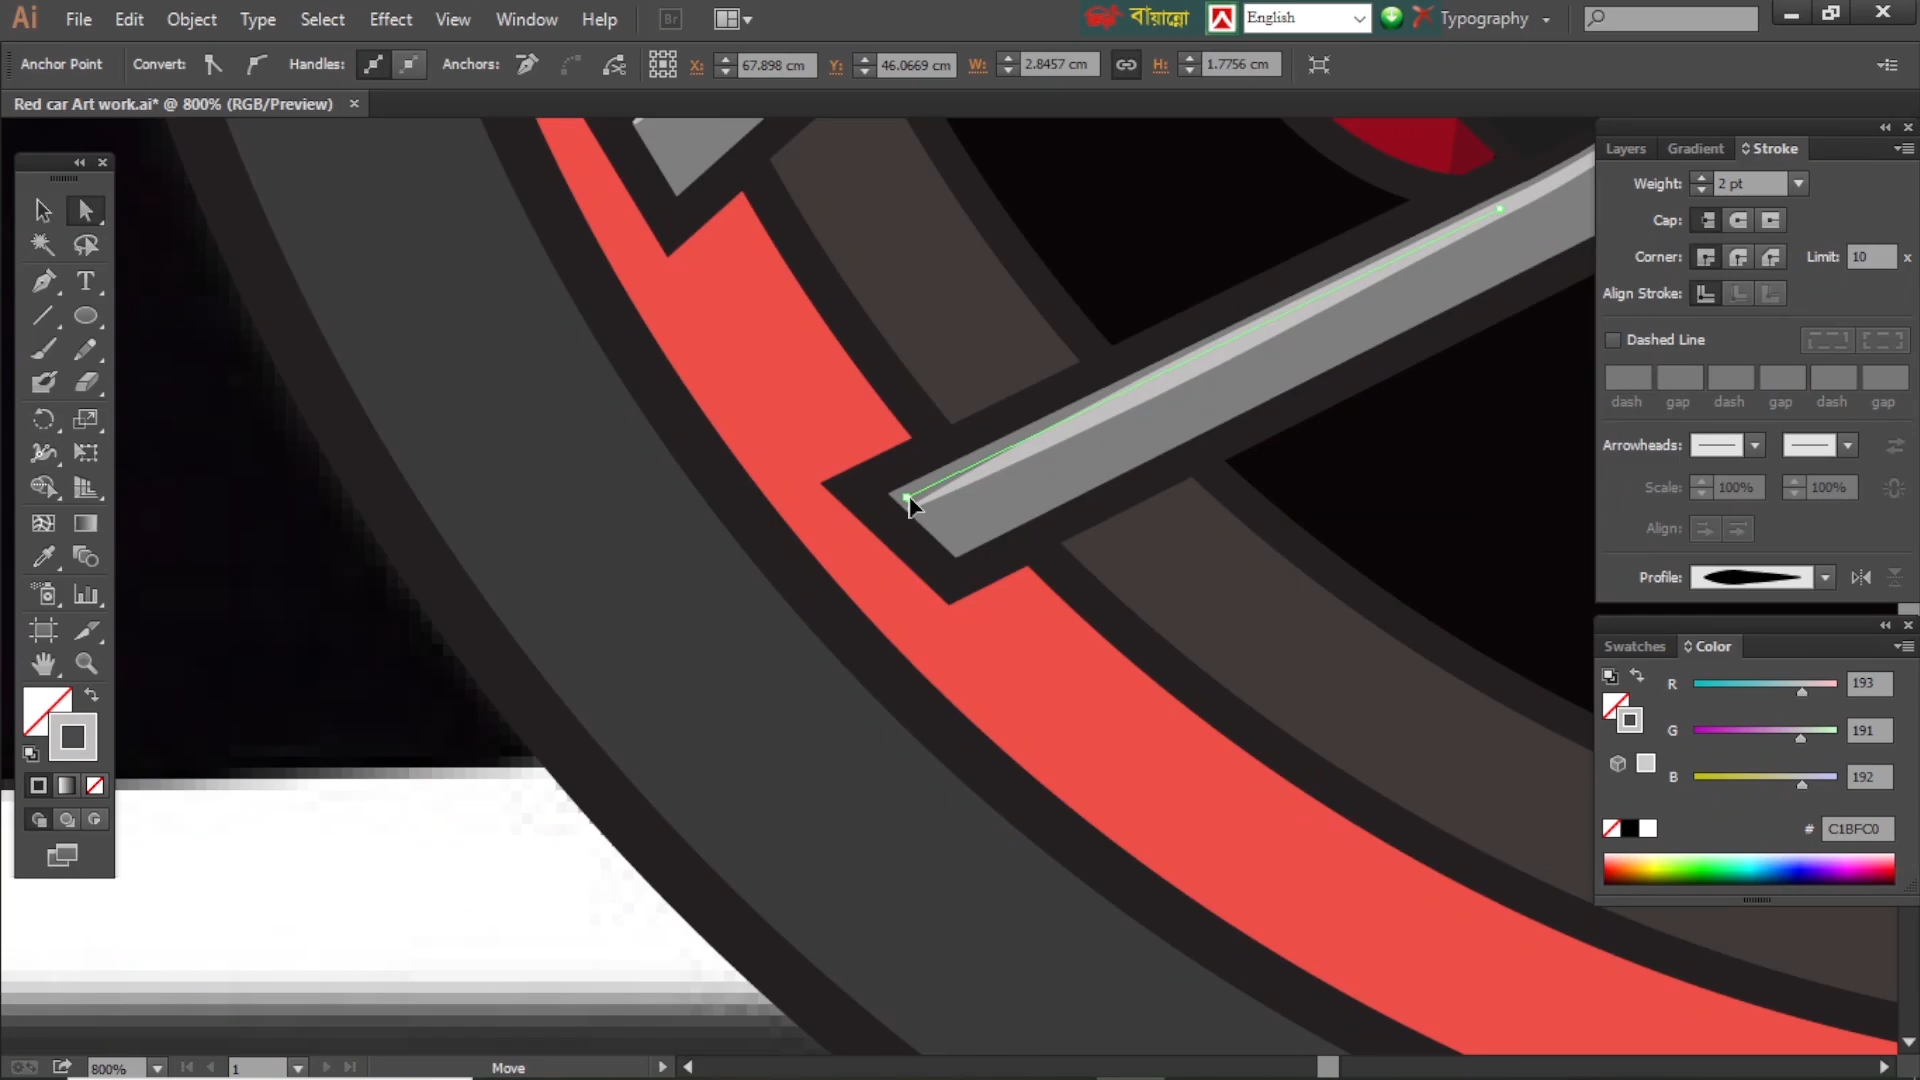 Ai File Edit Object Type Select Effect View Window Help Br বায়ান্নো English Typography
Anchor Point Convert: Handles: Anchors: X: 67.898 cm Y: 46.0669 cm W: 2.8457 cm H: 1.7756 cm
Red car Art work.ai* @ 800% (RGB/Preview) ×
Layers Gradient Stroke
Weight: 2 pt
Cap:
Corner: Limit: 10 x
Align Stroke:
Dashed Line
dash gap dash gap dash gap
Arrowheads:
Scale: 100% 100%
Align:
Profile:
Swatches Color
R 193
G 191
B 192
# C1BFC0
T
800% 1 Move